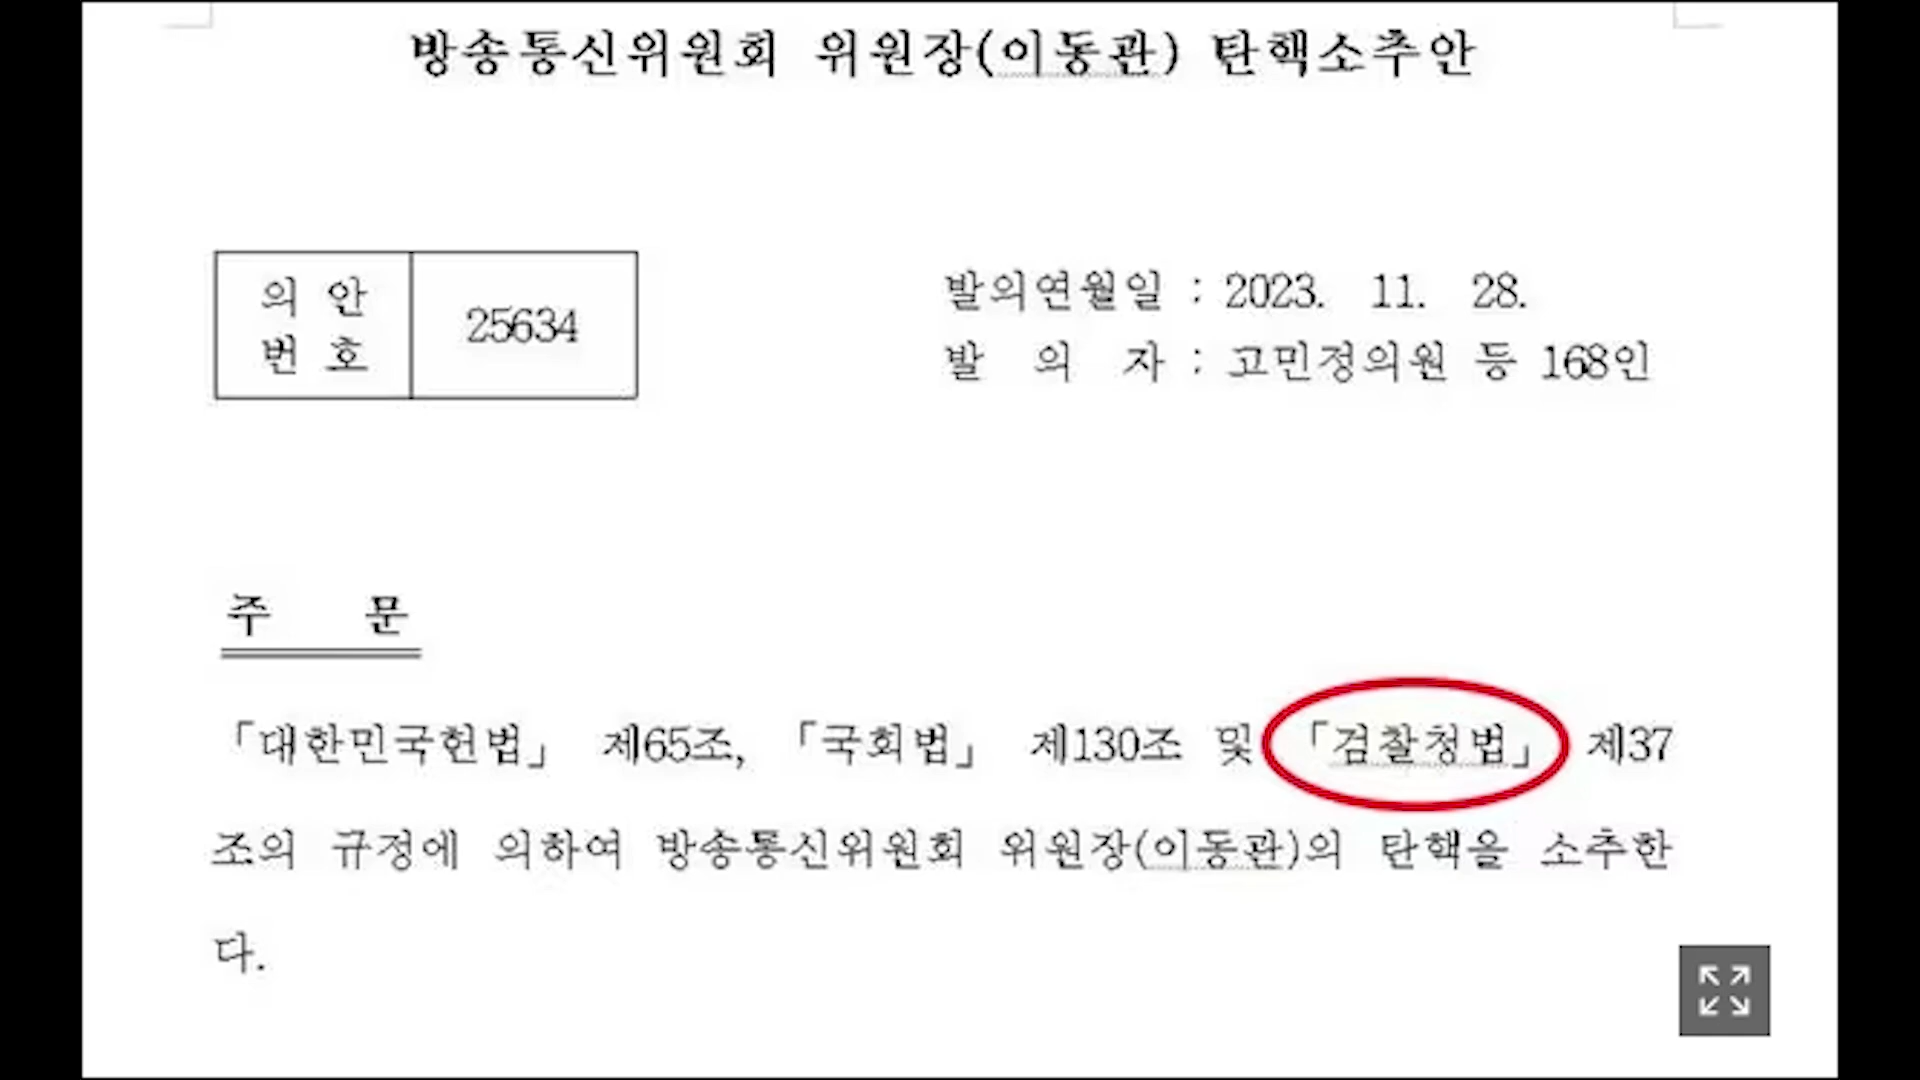 방송통신위원회 위원장(이동관) 탄핵소추안
의 안
번 호
25634
발의연월일 : 2023. 11. 28.
발 의 자 : 고민정의원 등 168인
주 문
「대한민국헌법」 제65조, 「국회법」 제130조 및 「검찰청법」 제37
조의 규정에 의하여 방송통신위원회 위원장(이동관)의 탄핵을 소추한
다.